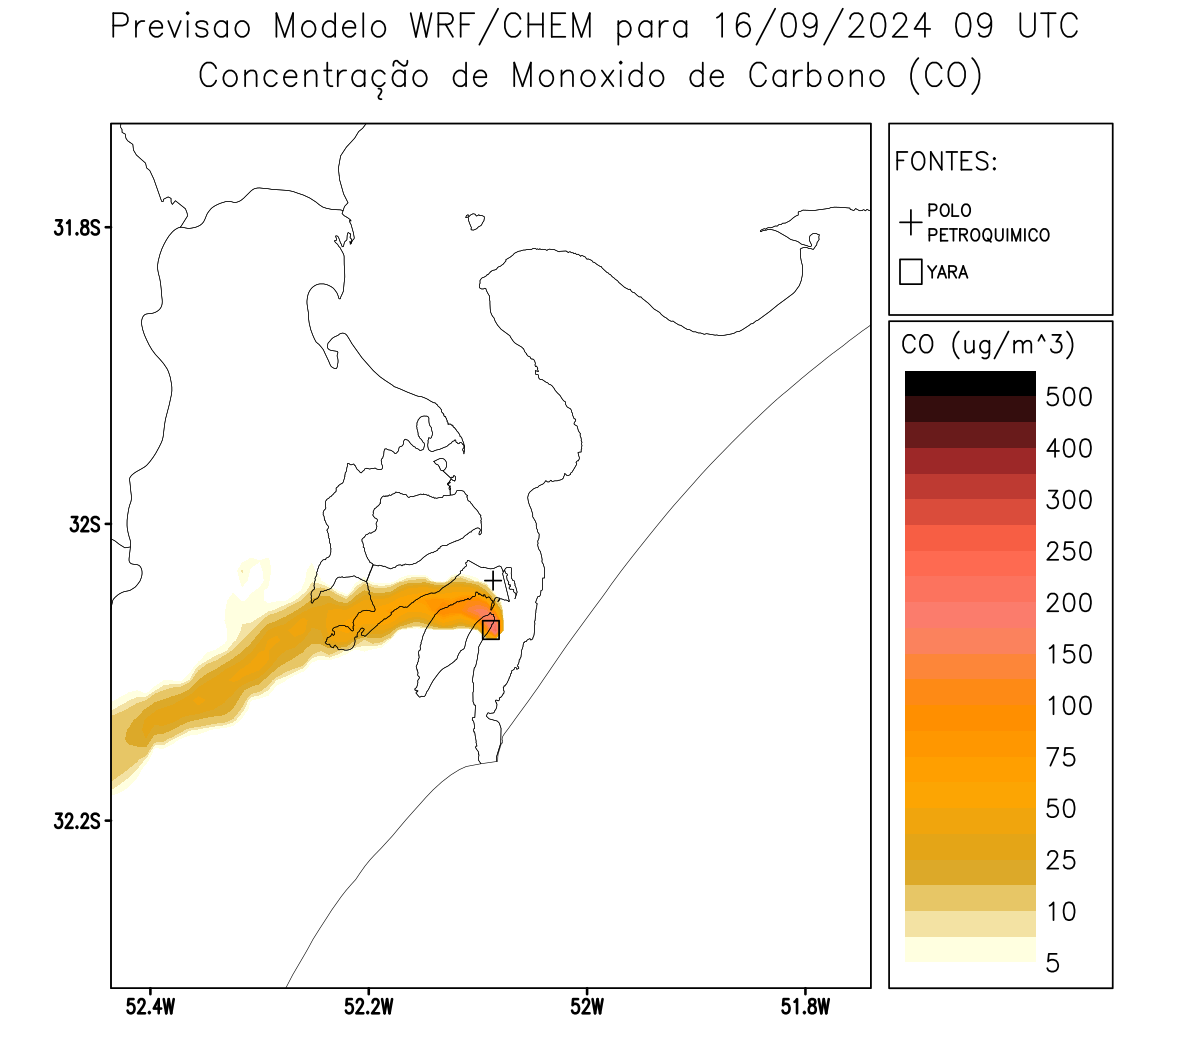 Previsao Modelo WRF/CHEM para 16/09/2024 09 UTC
Concentração de Monoxido de Carbono (CO)
FONTES:
POLO
PETROQUIMICO
YARA
CO (ug/m^3)
500
400
300
250
200
150
100
75
50
25
10
5
31.8S
32S
32.2S
52.4W
52.2W
52W
51.8W